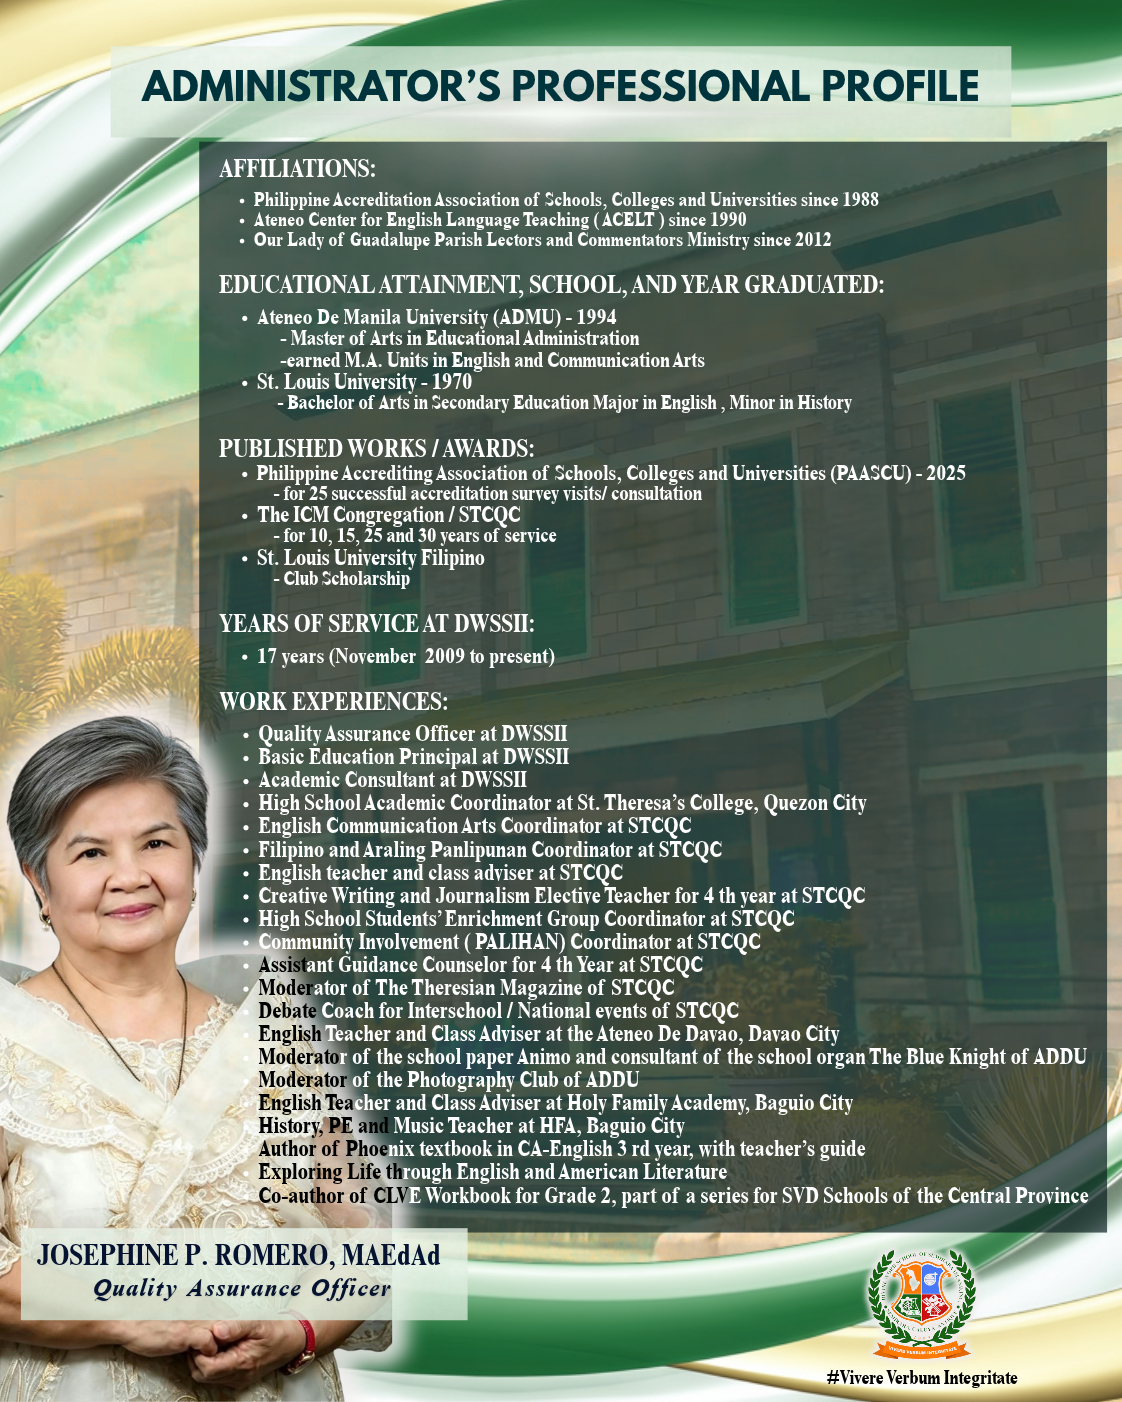 ADMINISTRATOR'S PROFESSIONAL PROFILE
AFFILIATIONS:
• Philippine Accreditation Association of Schools, Colleges and Universities since 1988
• Ateneo Center for English Language Teaching ( ACELT ) since 1990
• Our Lady of Guadalupe Parish Lectors and Commentators Ministry since 2012
EDUCATIONAL ATTAINMENT, SCHOOL, AND YEAR GRADUATED:
• Ateneo De Manila University (ADMU) - 1994
- Master of Arts in Educational Administration
-earned M.A. Units in English and Communication Arts
• St. Louis University - 1970
- Bachelor of Arts in Secondary Education Major in English , Minor in History
PUBLISHED WORKS / AWARDS:
• Philippine Accrediting Association of Schools, Colleges and Universities (PAASCU) - 2025
- for 25 successful accreditation survey visits/ consultation
• The ICM Congregation / STCQC
- for 10, 15, 25 and 30 years of service
• St. Louis University Filipino
- Club Scholarship
YEARS OF SERVICE AT DWSSII:
• 17 years (November 2009 to present)
WORK EXPERIENCES:
• Quality Assurance Officer at DWSSII
• Basic Education Principal at DWSSII
• Academic Consultant at DWSSII
• High School Academic Coordinator at St. Theresa's College, Quezon City
• English Communication Arts Coordinator at STCQC
• Filipino and Araling Panlipunan Coordinator at STCQC
• English teacher and class adviser at STCQC
• Creative Writing and Journalism Elective Teacher for 4 th year at STCQC
• High School Students' Enrichment Group Coordinator at STCQC
• Community Involvement ( PALIHAN) Coordinator at STCQC
• Assistant Guidance Counselor for 4 th Year at STCQC
• Moderator of The Theresian Magazine of STCQC
• Debate Coach for Interschool / National events of STCQC
• English Teacher and Class Adviser at the Ateneo De Davao, Davao City
• Moderator of the school paper Animo and consultant of the school organ The Blue Knight of ADDU
Moderator of the Photography Club of ADDU
• English Teacher and Class Adviser at Holy Family Academy, Baguio City
• History, PE and Music Teacher at HFA, Baguio City
• Author of Phoenix textbook in CA-English 3 rd year, with teacher's guide
• Exploring Life through English and American Literature
Co-author of CLVE Workbook for Grade 2, part of a series for SVD Schools of the Central Province
JOSEPHINE P. ROMERO, MAEdAd
Quality Assurance Officer
VIVERE VERBUM INTEGRITATE
#Vivere Verbum Integritate